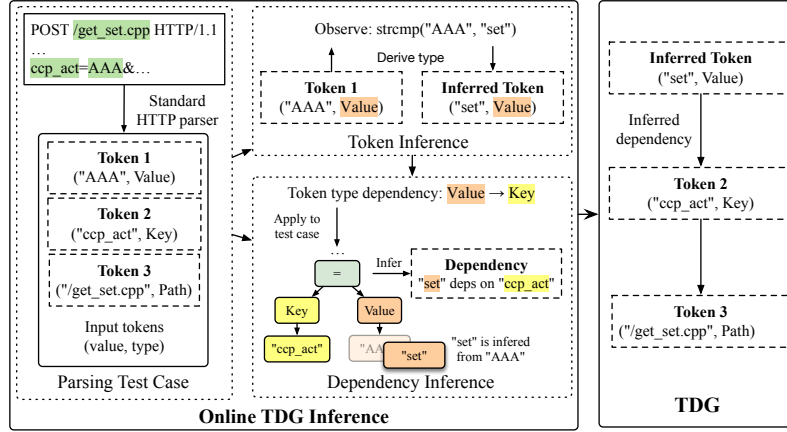 POST /get_set.cpp HTTP/1.1
...
ccp_act=AAA&...
Standard
HTTP parser
Token 1
("AAA", Value)
Token 2
("ccp_act", Key)
Token 3
("/get_set.cpp", Path)
Input tokens
(value, type)
Parsing Test Case
Observe: strcmp("AAA", "set")
Derive type
Token 1
("AAA", Value)
Inferred Token
("set", Value)
Token Inference
Token type dependency: Value → Key
Apply to
test case
...
=
Infer
Dependency
"set" deps on "ccp_act"
Key
Value
"ccp_act"
"AA
"set"
"set" is infered
from "AAA"
Dependency Inference
Online TDG Inference
Inferred Token
("set", Value)
Inferred
dependency
Token 2
("ccp_act", Key)
Token 3
("/get_set.cpp", Path)
TDG